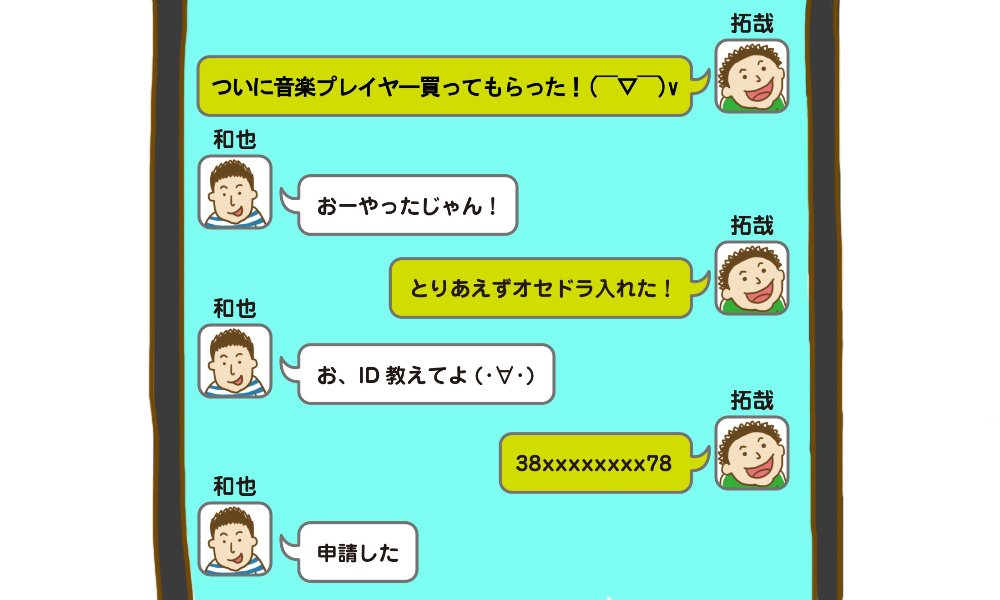 拓哉
ついに音楽プレイヤー買ってもらった！(￣▽￣)v
和也
おーやったじゃん！
拓哉
とりあえずオセドラ入れた！
和也
お、ID教えてよ(・∀・)
拓哉
38xxxxxxxx78
和也
申請した